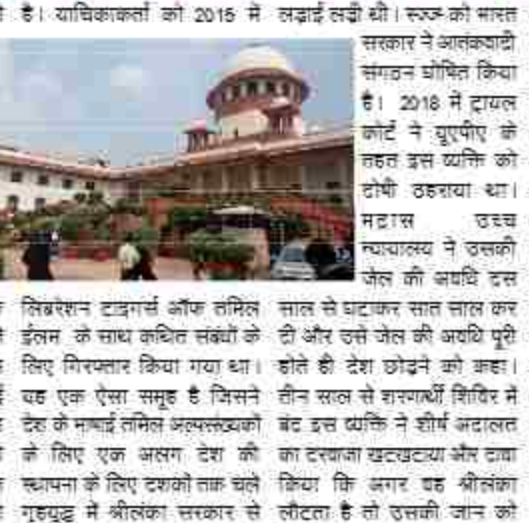 है। याचिकाकर्ता को 2015 में
लिबरेशन टाइगर्स ऑफ तमिल
ईलम के साथ कथित संबंधों के
लिए गिरफ्तार किया गया था।
यह एक ऐसा समूह है जिसने
देश के भाषाई तमिल अल्पसंख्यकों
के लिए एक अलग देश की
स्थापना के लिए दशकों तक चले
गृहयुद्ध में श्रीलंका सरकार से
लड़ाई लड़ी थी। को भारत
सरकार ने आतंकवादी
संगठन घोषित किया
है। 2018 में ट्रायल
कोर्ट ने यूएपीए के
तहत इस व्यक्ति को
दोषी ठहराया था।
मद्रास उच्च
न्यायालय ने उसकी
जेल की अवधि दस
साल से घटाकर सात साल कर
दी और उसे जेल की अवधि पूरी
होते ही देश छोड़ने को कहा।
तीन साल से शरणार्थी शिविर में
बंद इस व्यक्ति ने शीर्ष अदालत
का दरवाजा खटखटाया और दावा
किया कि अगर वह श्रीलंका
लौटता है तो उसकी जान को